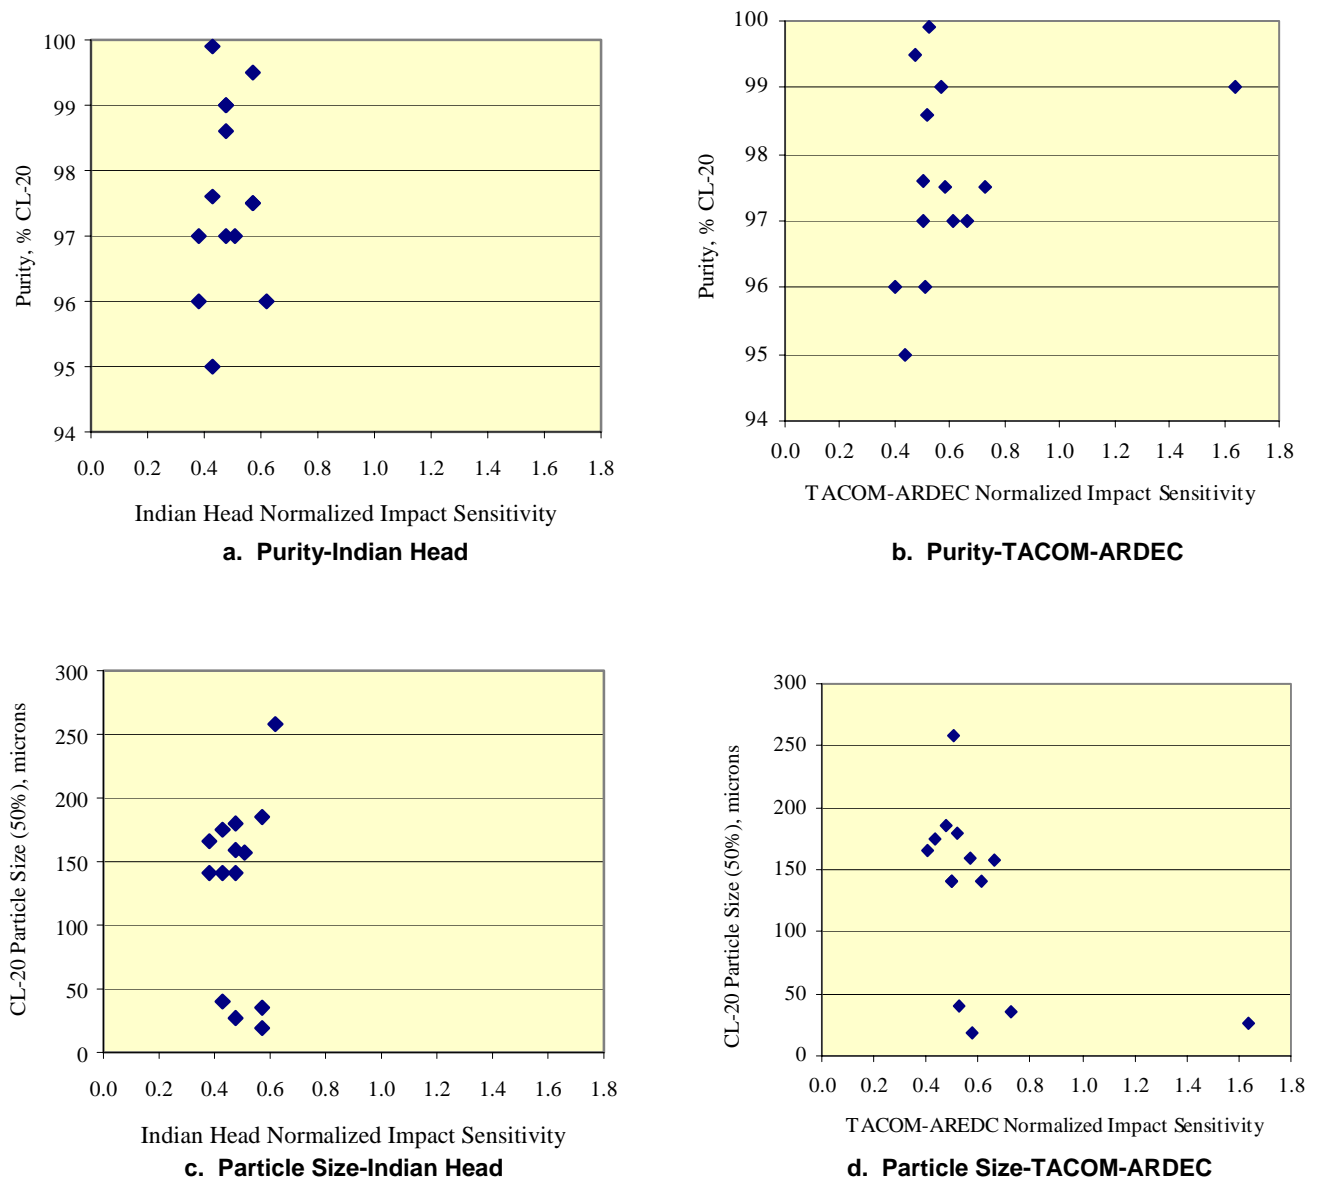 100
99
98
97
96
95
94
Purity, % CL-20
0.0 0.2 0.4 0.6 0.8 1.0 1.2 1.4 1.6 1.8
Indian Head Normalized Impact Sensitivity
a. Purity-Indian Head
100
99
98
97
96
95
94
Purity, % CL-20
0.0 0.2 0.4 0.6 0.8 1.0 1.2 1.4 1.6 1.8
TACOM-ARDEC Normalized Impact Sensitivity
b. Purity-TACOM-ARDEC
300
250
200
150
100
50
0
CL-20 Particle Size (50%), microns
0.0 0.2 0.4 0.6 0.8 1.0 1.2 1.4 1.6 1.8
Indian Head Normalized Impact Sensitivity
c. Particle Size-Indian Head
300
250
200
150
100
50
0
CL-20 Particle Size (50%), microns
0.0 0.2 0.4 0.6 0.8 1.0 1.2 1.4 1.6 1.8
TACOM-AREDC Normalized Impact Sensitivity
d. Particle Size-TACOM-ARDEC